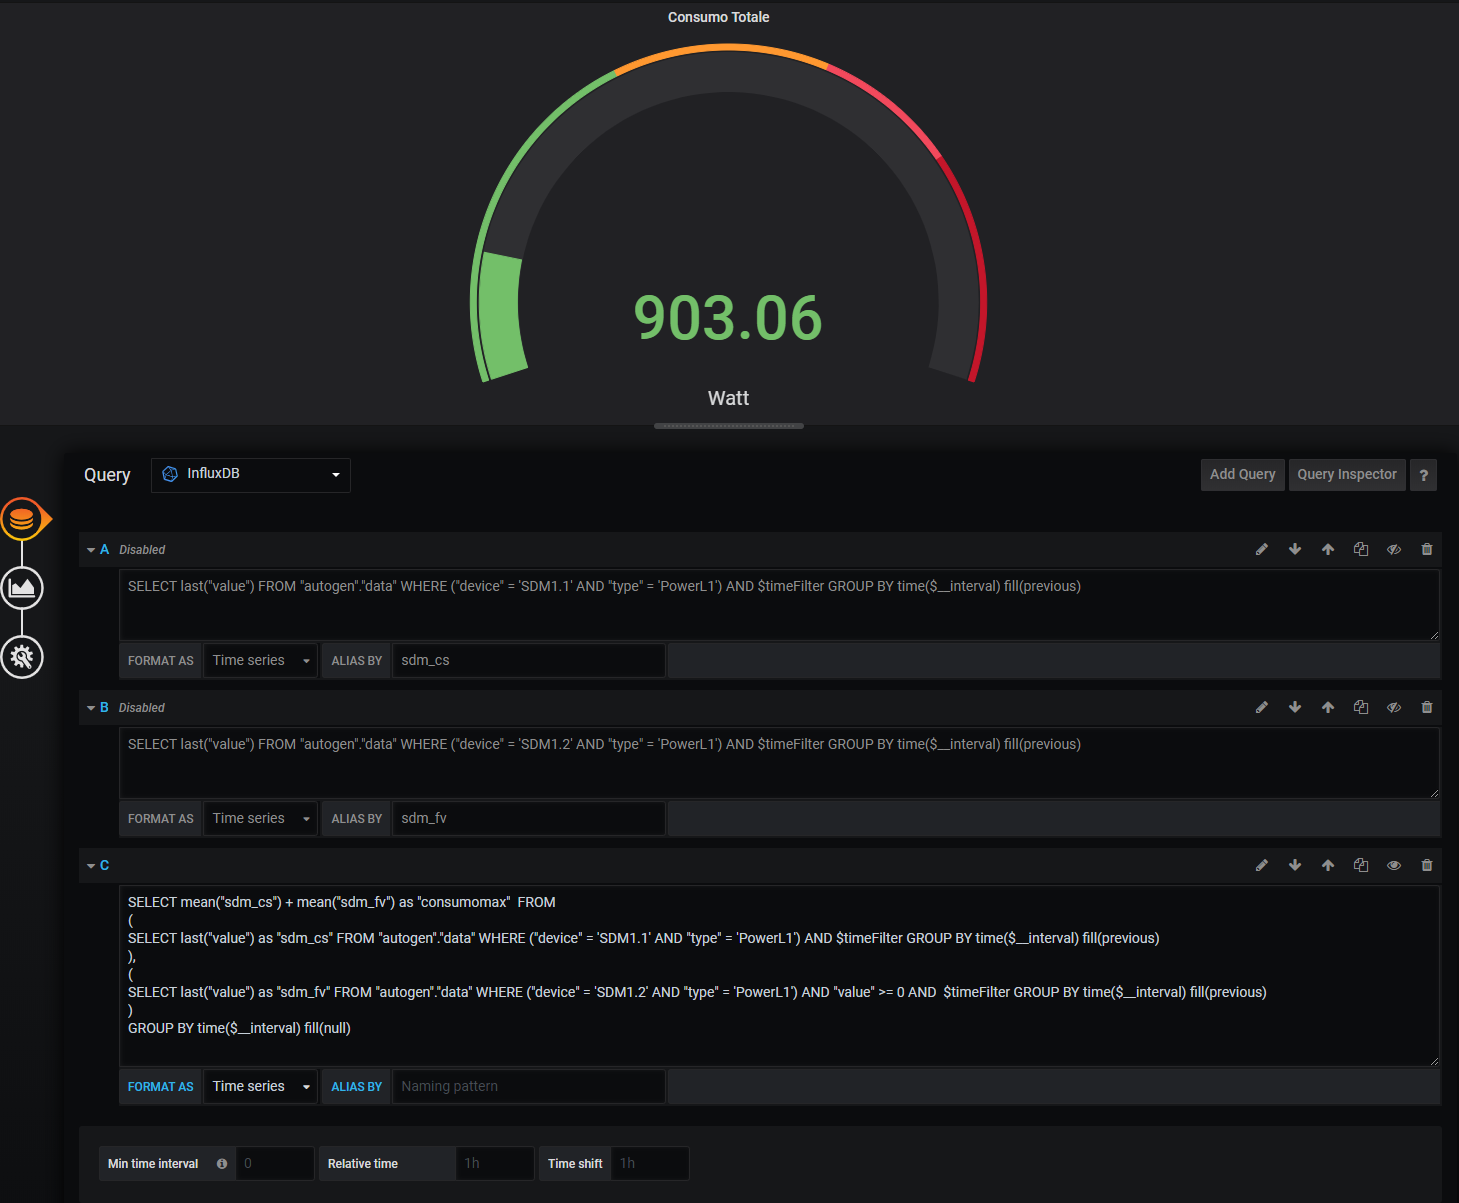 Consumo Totale
903.06
Watt
Query InfluxDB Add Query Query Inspector ?
A Disabled
SELECT last("value") FROM "autogen"."data" WHERE ("device" = 'SDM1.1' AND "type" = 'PowerL1') AND $timeFilter GROUP BY time($__interval) fill(previous)
FORMAT AS Time series ALIAS BY sdm_cs
B Disabled
SELECT last("value") FROM "autogen"."data" WHERE ("device" = 'SDM1.2' AND "type" = 'PowerL1') AND $timeFilter GROUP BY time($__interval) fill(previous)
FORMAT AS Time series ALIAS BY sdm_fv
C
SELECT mean("sdm_cs") + mean("sdm_fv") as "consumomax"  FROM
(
SELECT last("value") as "sdm_cs" FROM "autogen"."data" WHERE ("device" = 'SDM1.1' AND "type" = 'PowerL1') AND $timeFilter GROUP BY time($__interval) fill(previous)
),
(
SELECT last("value") as "sdm_fv" FROM "autogen"."data" WHERE ("device" = 'SDM1.2' AND "type" = 'PowerL1') AND "value" >= 0 AND  $timeFilter GROUP BY time($__interval) fill(previous)
)
GROUP BY time($__interval) fill(null)
FORMAT AS Time series ALIAS BY Naming pattern
Min time interval 0 Relative time 1h Time shift 1h